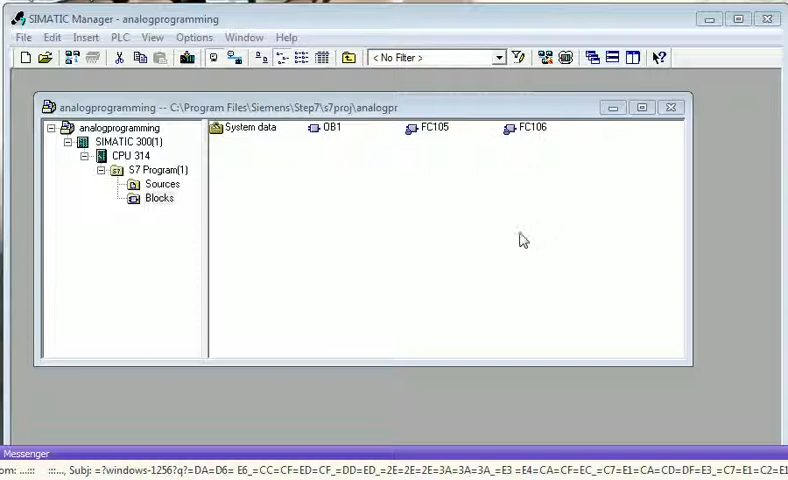 SIMATIC Manager - analogprogramming
File Edit Insert PLC View Options Window Help
< No Filter >
analogprogramming -- C:\Program Files\Siemens\Step7\s7proj\analogpr
analogprogramming
SIMATIC 300(1)
CPU 314
S7 Program(1)
Sources
Blocks
System data OB1 FC105 FC106
Messenger
om: ...::: :::..., Subj: =?windows-1256?q?=DA=D6= E6_=CC=CF=ED=CF_=DD=ED_=2E=2E=2E=3A=3A=3A_=E3 =E4=CA=CF=EC_=C7=E1=CA=CD=DF=E3_=C7=E1=C2=E1